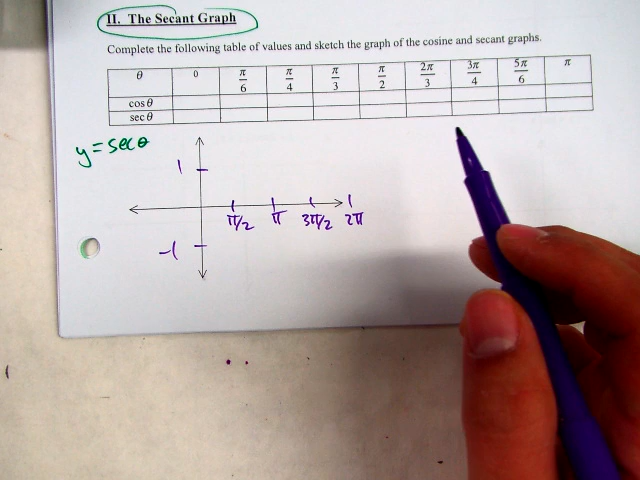 II. The Secant Graph
Complete the following table of values and sketch the graph of the cosine and secant graphs.
θ 0 π/6 π/4 π/3 π/2 2π/3 3π/4 5π/6 π
cos θ
sec θ
y = sec θ
1
π/2 π 3π/2 2π
-1